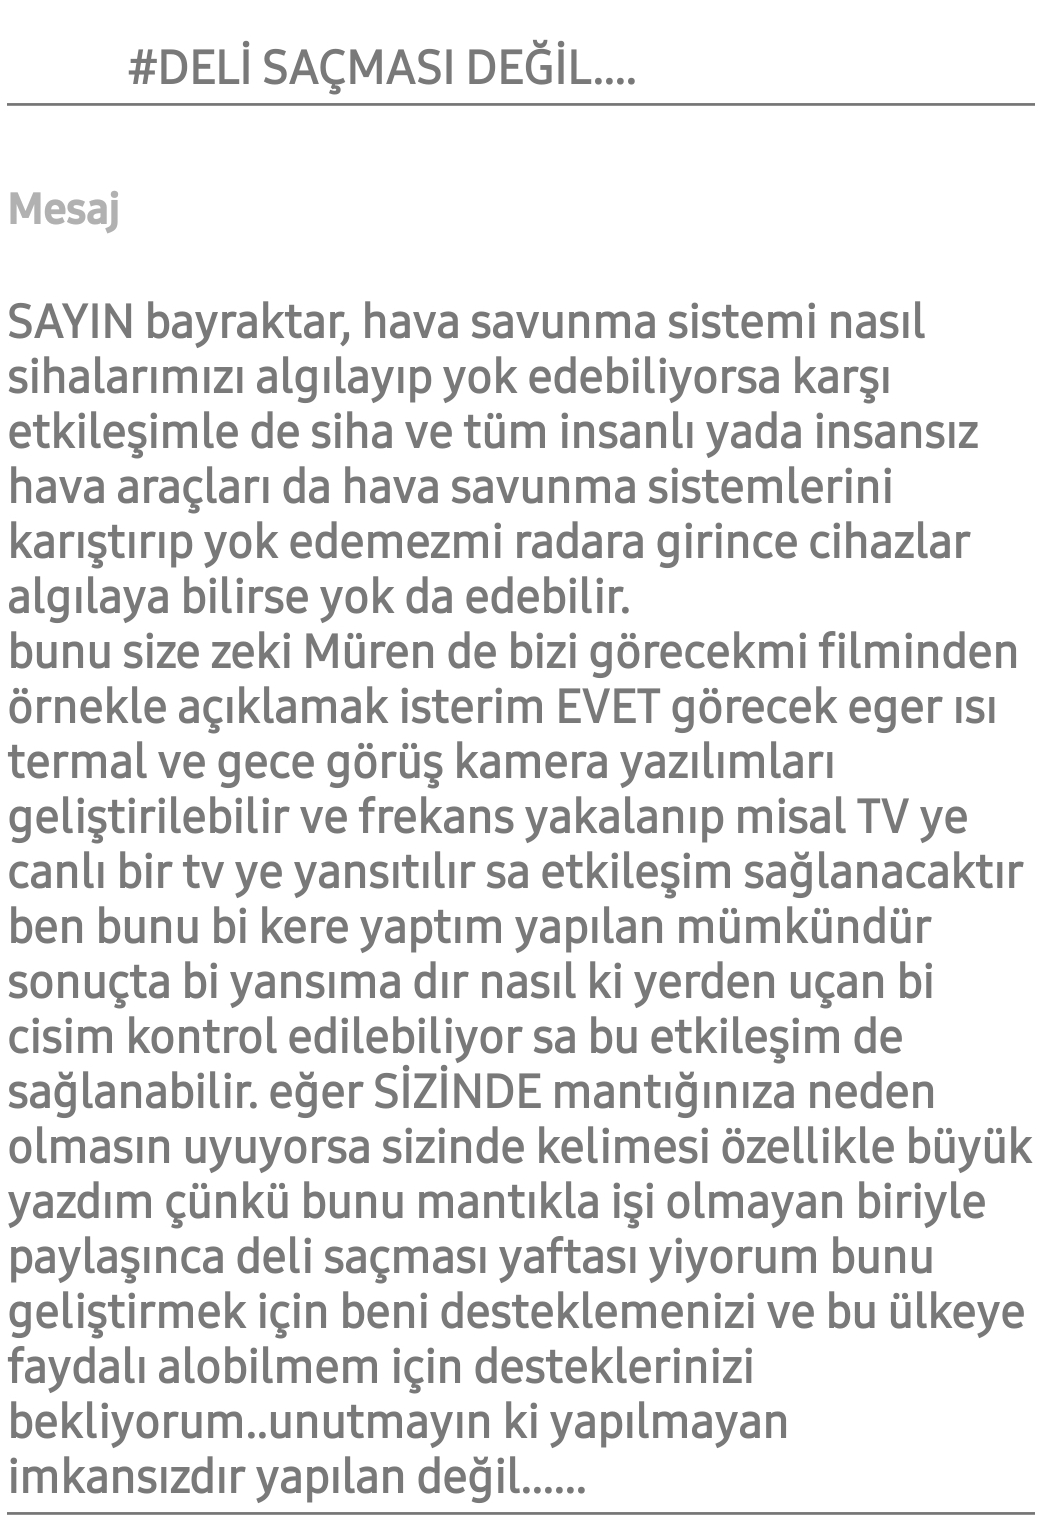 #DELİ SAÇMASI DEĞİL....
Mesaj
SAYIN bayraktar, hava savunma sistemi nasıl
sihalarımızı algılayıp yok edebiliyorsa karşı
etkileşimle de siha ve tüm insanlı yada insansız
hava araçları da hava savunma sistemlerini
karıştırıp yok edemezmi radara girince cihazlar
algılaya bilirse yok da edebilir.
bunu size zeki Müren de bizi görecekmi filminden
örnekle açıklamak isterim EVET görecek eger ısı
termal ve gece görüş kamera yazılımları
geliştirilebilir ve frekans yakalanıp misal TV ye
canlı bir tv ye yansıtılır sa etkileşim sağlanacaktır
ben bunu bi kere yaptım yapılan mümkündür
sonuçta bi yansıma dır nasıl ki yerden uçan bi
cisim kontrol edilebiliyor sa bu etkileşim de
sağlanabilir. eğer SİZİNDE mantığınıza neden
olmasın uyuyorsa sizinde kelimesi özellikle büyük
yazdım çünkü bunu mantıkla işi olmayan biriyle
paylaşınca deli saçması yaftası yiyorum bunu
geliştirmek için beni desteklemenizi ve bu ülkeye
faydalı alobilmem için desteklerinizi
bekliyorum..unutmayın ki yapılmayan
imkansızdır yapılan değil......